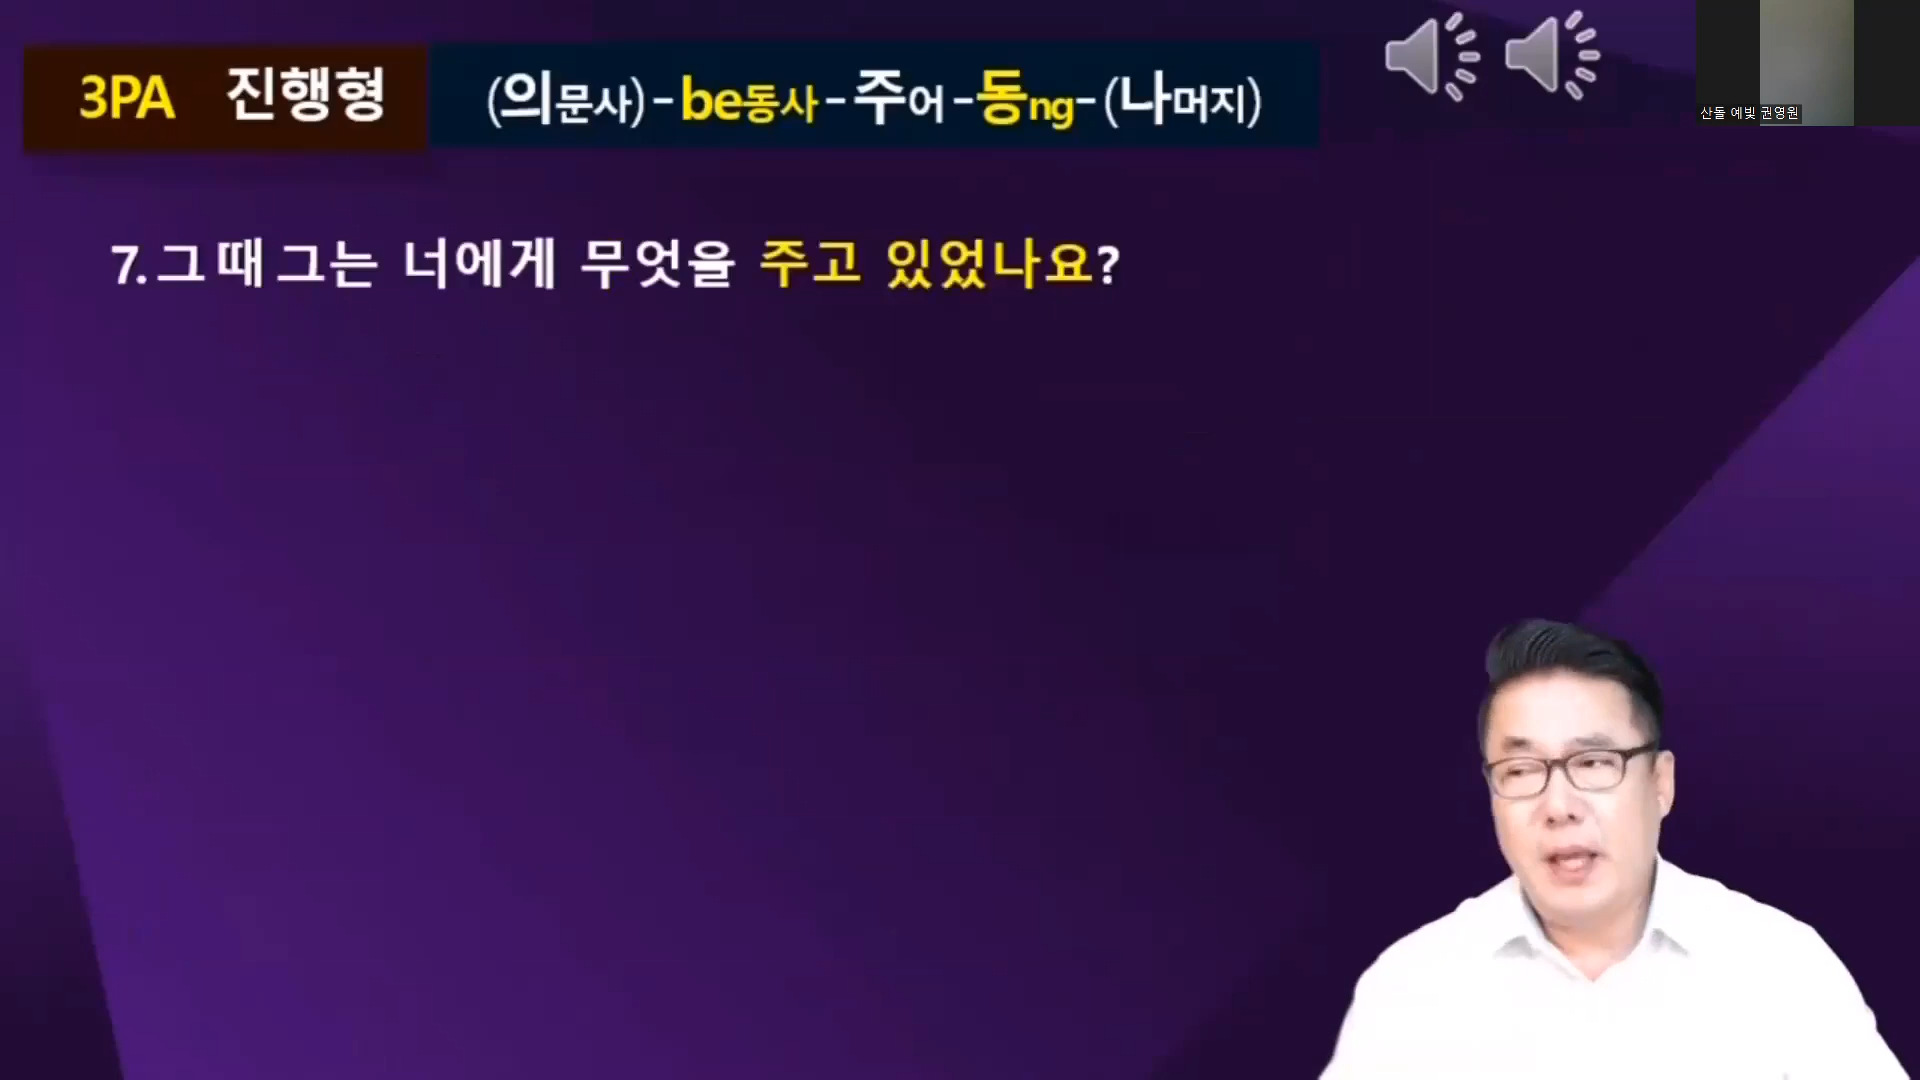 3PA 진행형 (의문사)-be동사-주어-동ng-(나머지)
산돌 예빛 권영원
7. 그 때 그는 너에게 무엇을 주고 있었나요?